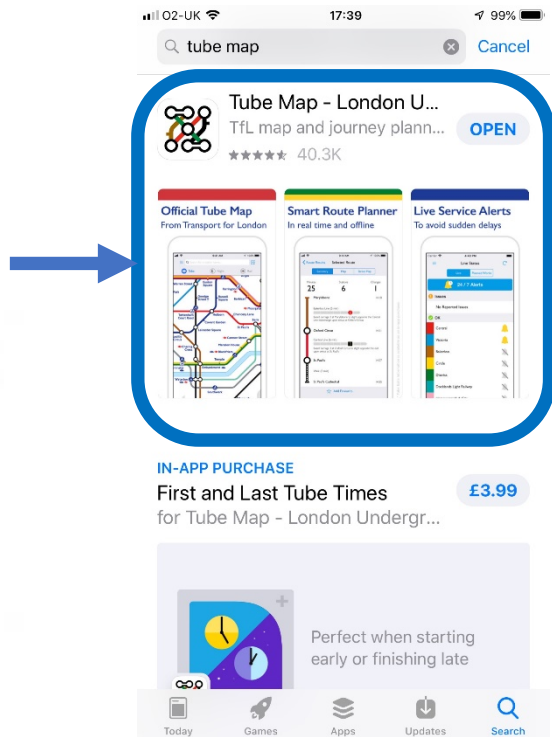 O2-UK 17:39 99%
tube map Cancel
Tube Map - London U...
TfL map and journey plann... OPEN
40.3K
Official Tube Map
From Transport for London
Smart Route Planner
In real time and offline
Live Service Alerts
To avoid sudden delays
IN-APP PURCHASE
First and Last Tube Times £3.99
for Tube Map - London Undergr...
Perfect when starting
early or finishing late
Today Games Apps Updates Search